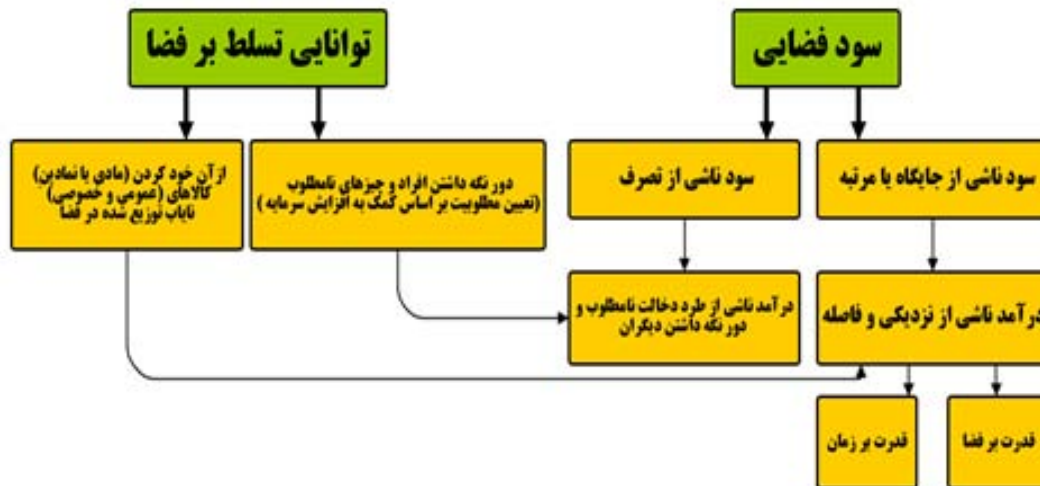 سود فضایی
توانایی تسلط بر فضا
سود ناشی از جایگاه یا مرتبه
سود ناشی از تصرف
دور نگه داشتن افراد و چیزهای نامطلوب
(تعیین مطلوبیت بر اساس کمک به افزایش سرمایه )
از آن خود کردن (مادی یا نمادین)
کالاهای (عمومی و خصوصی)
نایاب توزیع شده در فضا
درآمد ناشی از نزدیکی و فاصله
درآمد ناشی از طرد دخالت نامطلوب و
دور نگه داشتن دیگران
قدرت بر فضا
قدرت بر زمان